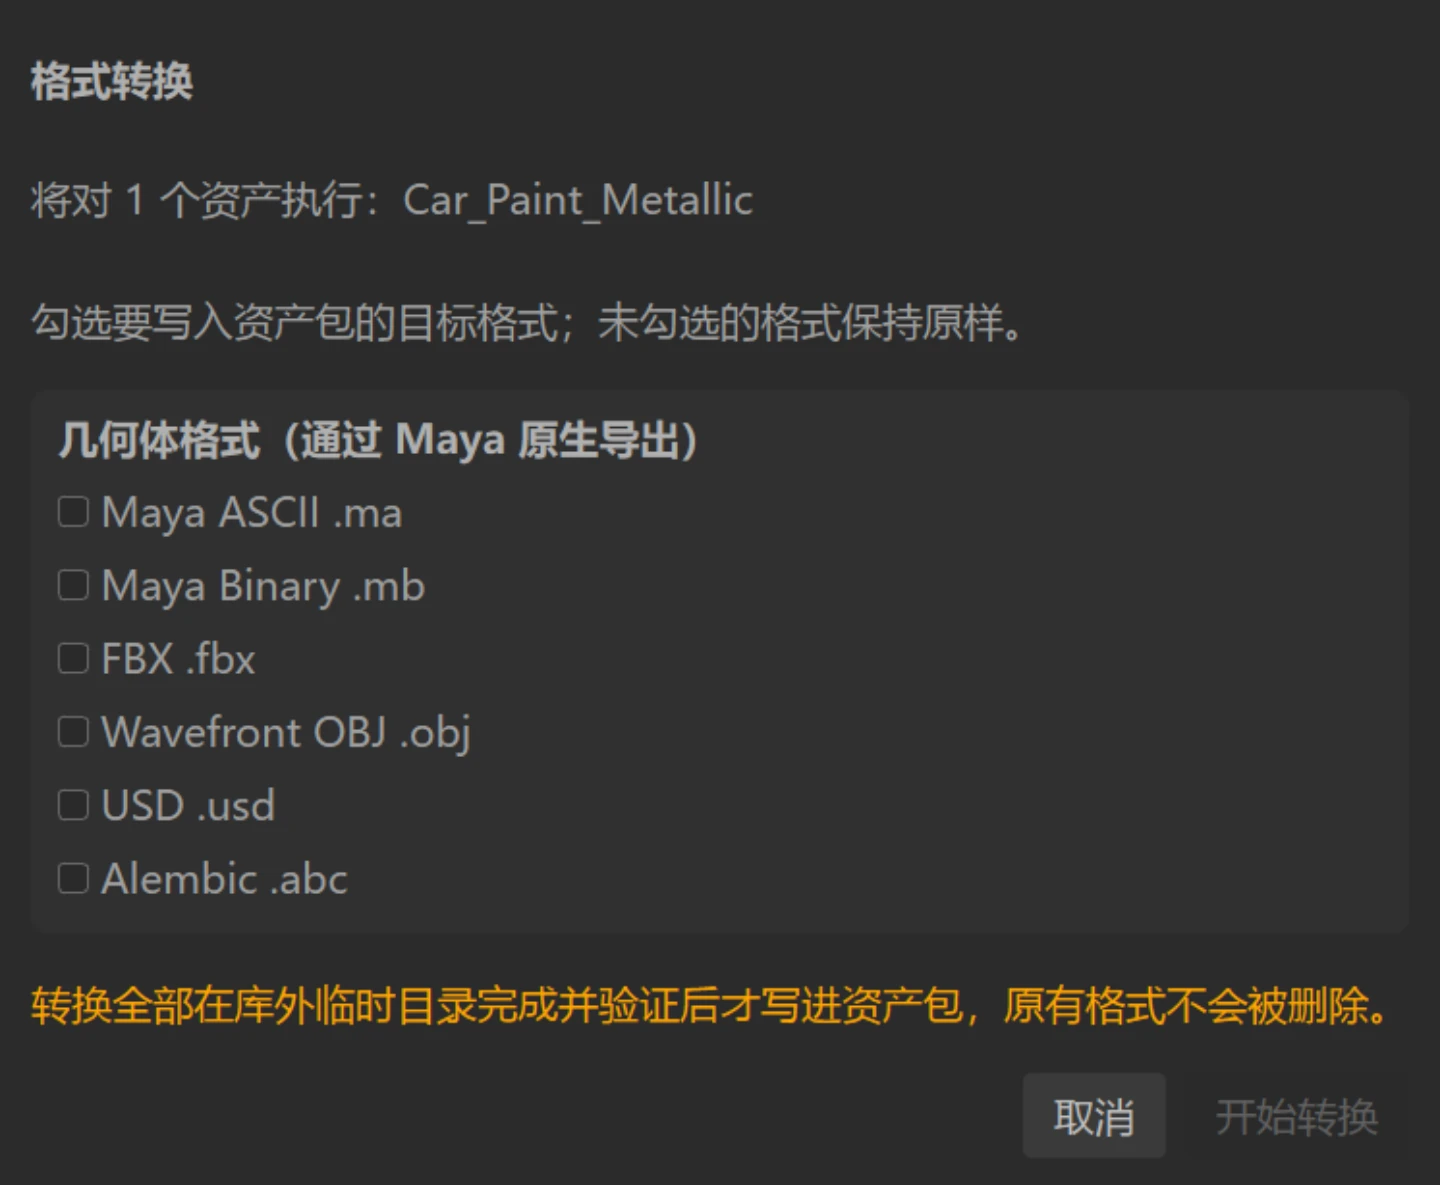 格式转换
将对 1 个资产执行：Car_Paint_Metallic
勾选要写入资产包的目标格式；未勾选的格式保持原样。
几何体格式（通过 Maya 原生导出）
Maya ASCII .ma
Maya Binary .mb
FBX .fbx
Wavefront OBJ .obj
USD .usd
Alembic .abc
转换全部在库外临时目录完成并验证后才写进资产包，原有格式不会被删除。
取消 开始转换